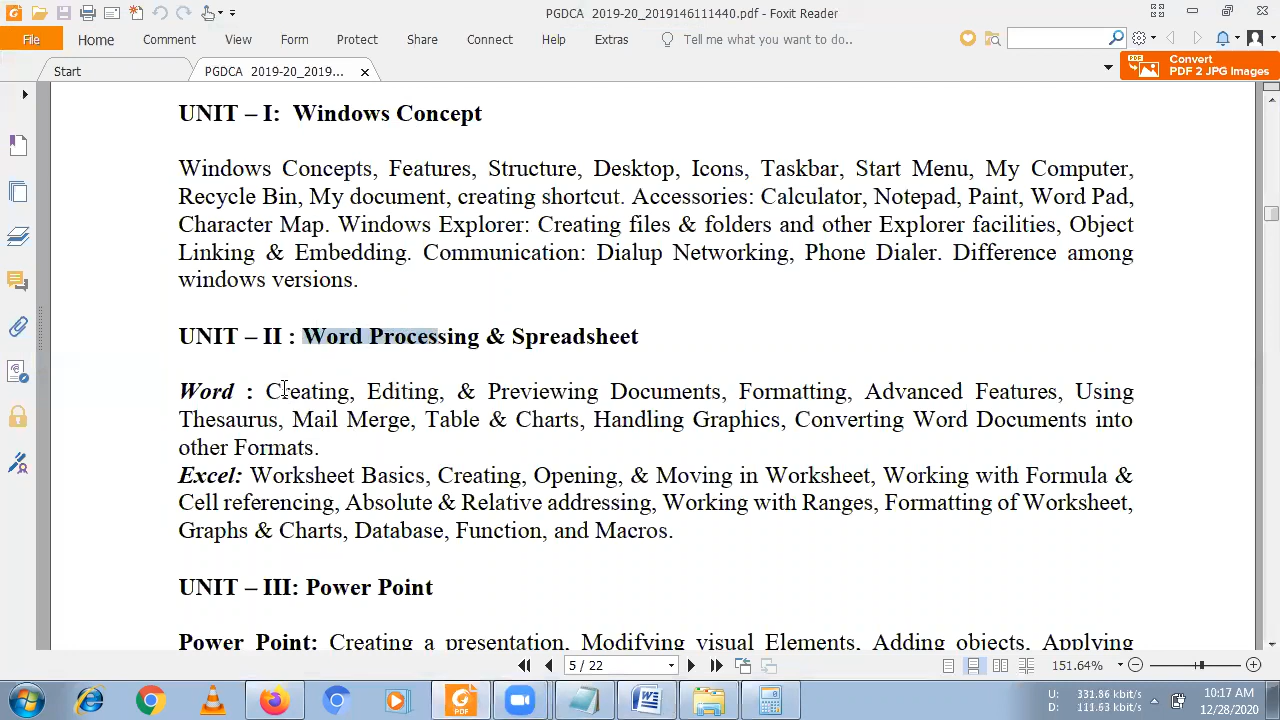 PGDCA 2019-20_2019146111440.pdf - Foxit Reader
File Home Comment View Form Protect Share Connect Help Extras Tell me what you want to do..
Start PGDCA 2019-20_2019... Convert
PDF 2 JPG Images
UNIT – I: Windows Concept
Windows Concepts, Features, Structure, Desktop, Icons, Taskbar, Start Menu, My Computer,
Recycle Bin, My document, creating shortcut. Accessories: Calculator, Notepad, Paint, Word Pad,
Character Map. Windows Explorer: Creating files & folders and other Explorer facilities, Object
Linking & Embedding. Communication: Dialup Networking, Phone Dialer. Difference among
windows versions.
UNIT – II : Word Processing & Spreadsheet
Word : Creating, Editing, & Previewing Documents, Formatting, Advanced Features, Using
Thesaurus, Mail Merge, Table & Charts, Handling Graphics, Converting Word Documents into
other Formats.
Excel: Worksheet Basics, Creating, Opening, & Moving in Worksheet, Working with Formula &
Cell referencing, Absolute & Relative addressing, Working with Ranges, Formatting of Worksheet,
Graphs & Charts, Database, Function, and Macros.
UNIT – III: Power Point
Power Point: Creating a presentation, Modifying visual Elements, Adding objects, Applying
5 / 22 151.64%
PDF
U: 331.86 kbit/s
D: 111.63 kbit/s
10:17 AM
12/28/2020